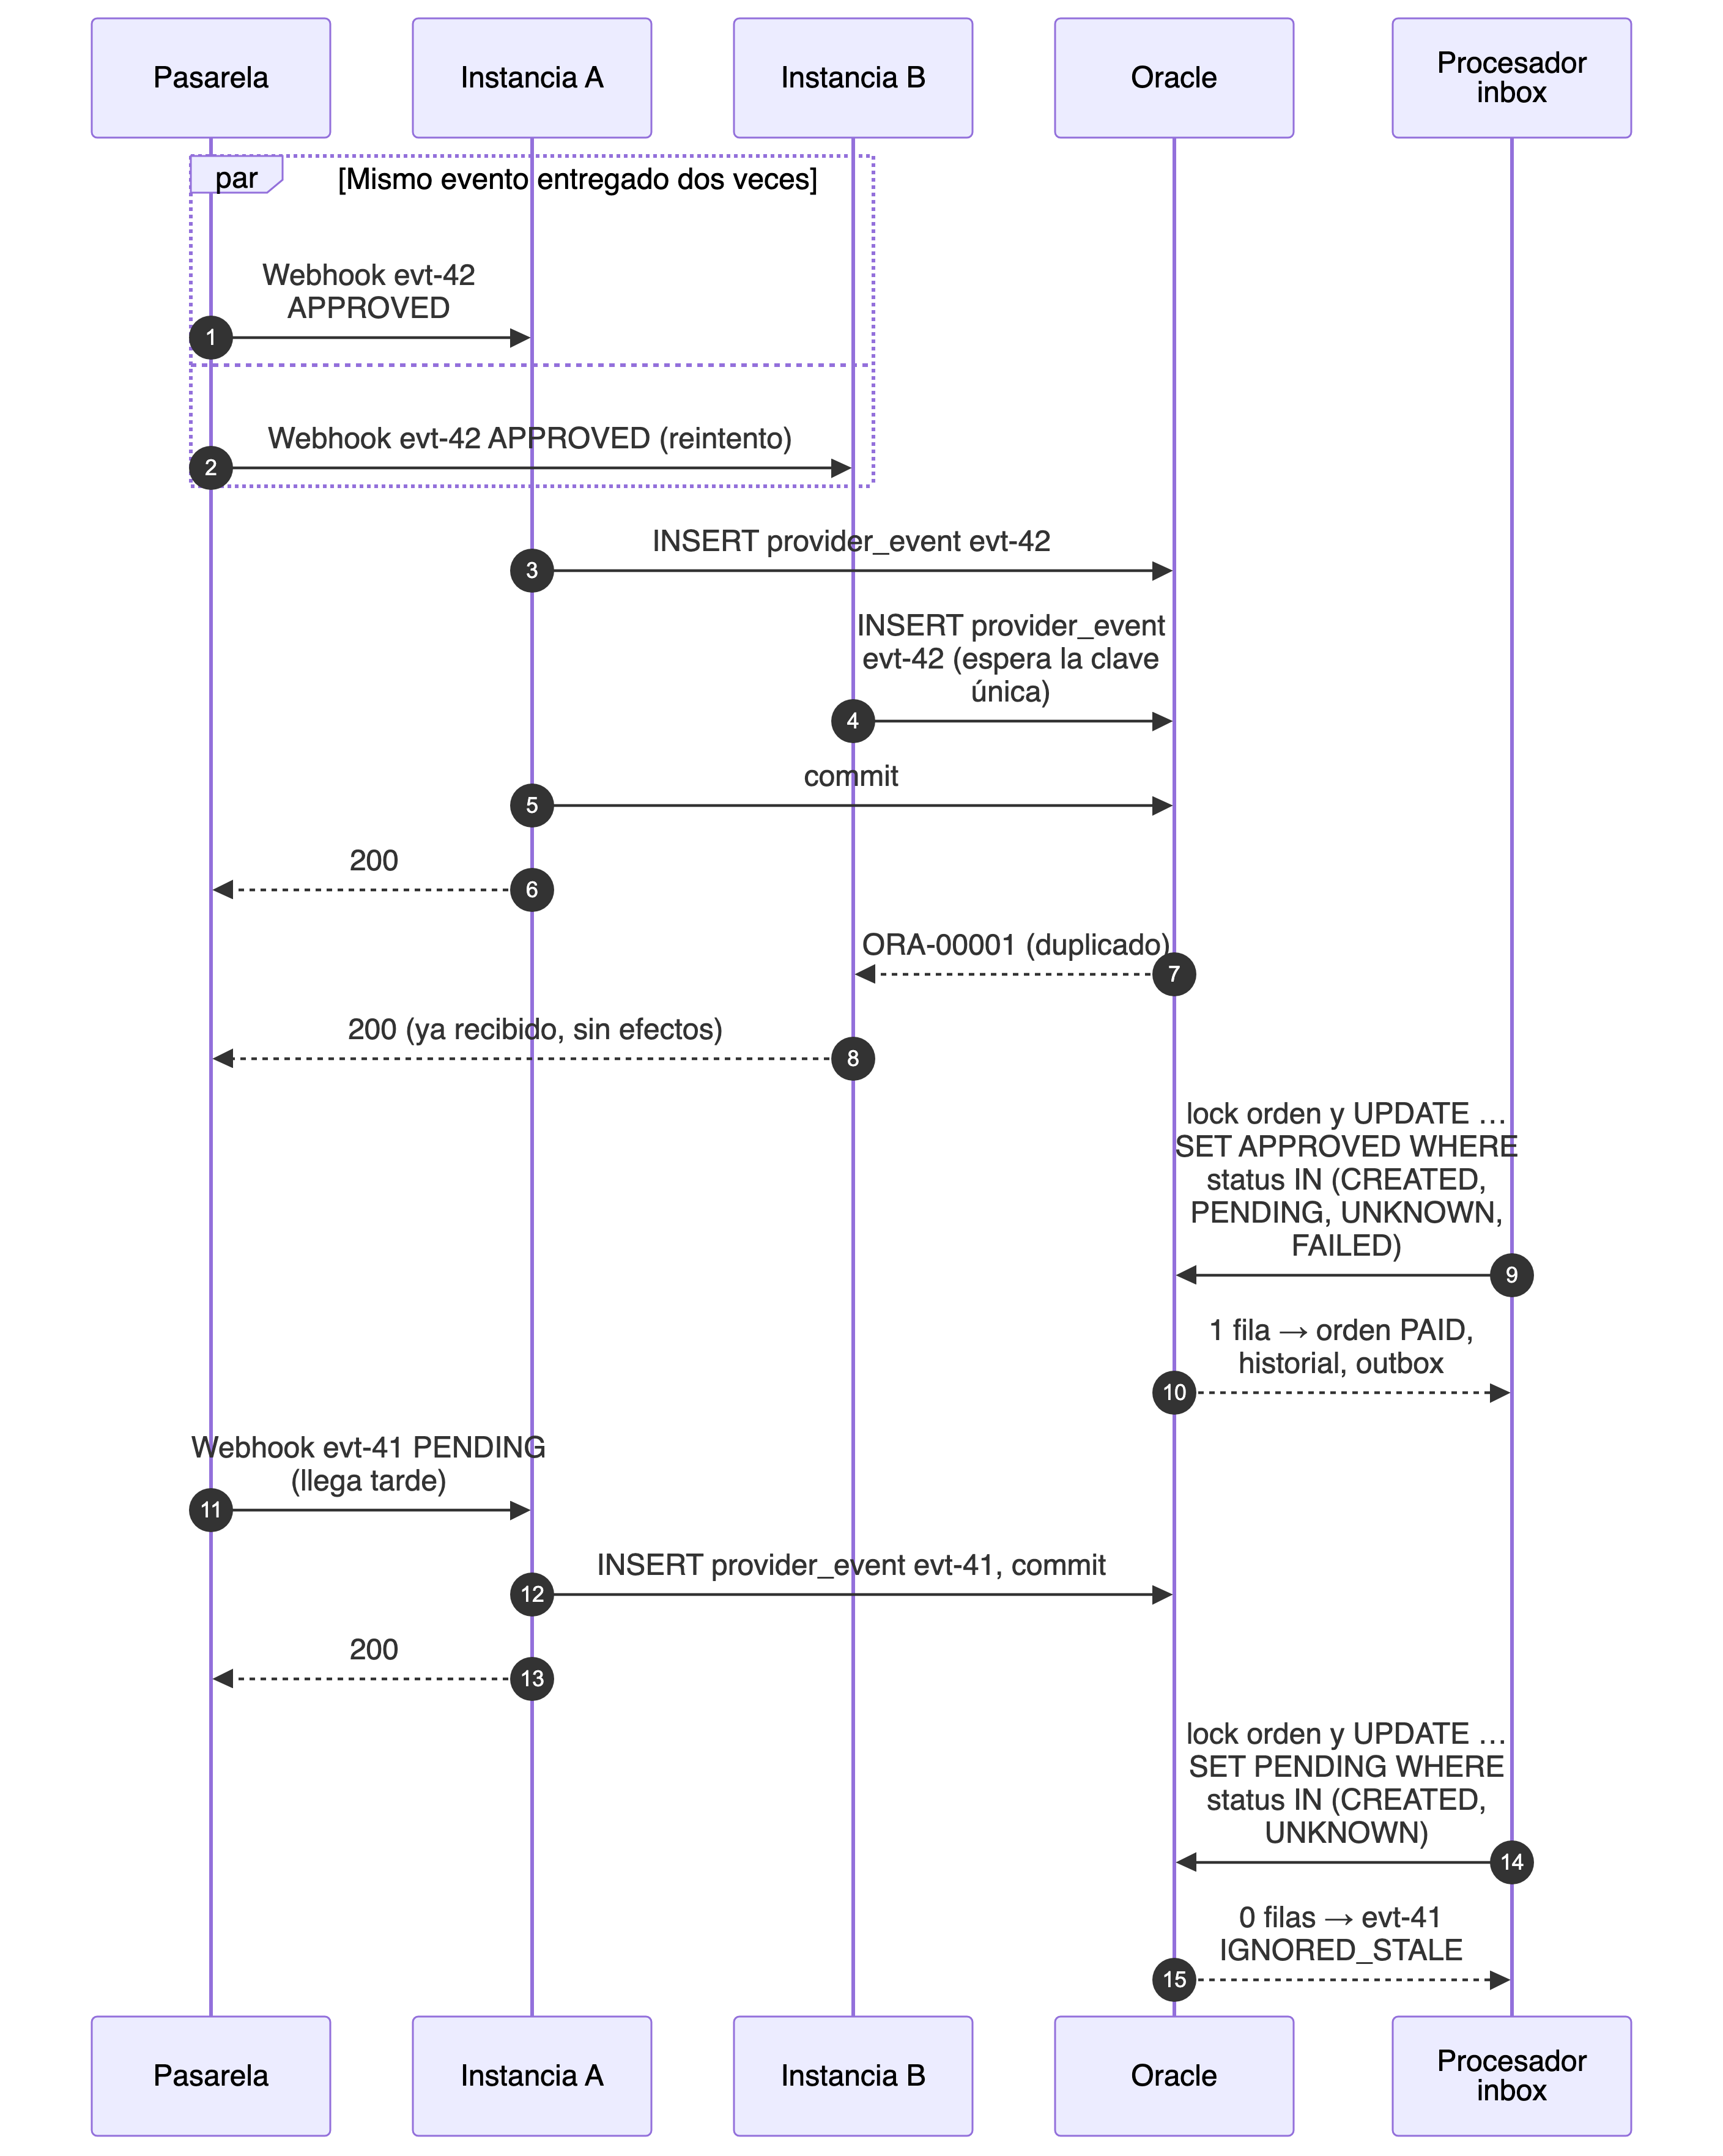 Pasarela
Instancia A
Instancia B
Oracle
Procesador
inbox
par
[Mismo evento entregado dos veces]
Webhook evt-42
APPROVED
1
Webhook evt-42 APPROVED (reintento)
2
INSERT provider_event evt-42
3
INSERT provider_event
evt-42 (espera la clave
única)
4
commit
5
200
6
ORA-00001 (duplicado)
7
200 (ya recibido, sin efectos)
8
lock orden y UPDATE …
SET APPROVED WHERE
status IN (CREATED,
PENDING, UNKNOWN,
FAILED)
9
1 fila → orden PAID,
historial, outbox
10
Webhook evt-41 PENDING
(llega tarde)
11
INSERT provider_event evt-41, commit
12
200
13
lock orden y UPDATE …
SET PENDING WHERE
status IN (CREATED,
UNKNOWN)
14
0 filas → evt-41
IGNORED_STALE
15
Pasarela
Instancia A
Instancia B
Oracle
Procesador
inbox